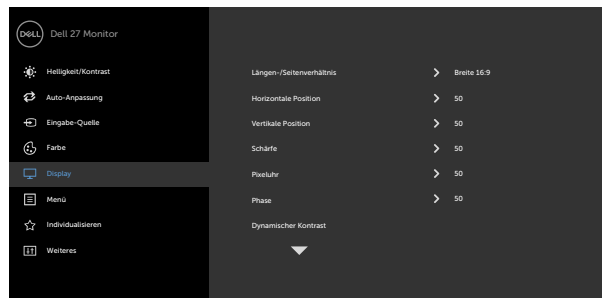 DELL
Dell 27 Monitor
Helligkeit/Kontrast
Auto-Anpassung
Eingabe-Quelle
Farbe
Display
Menü
Individualisieren
Weiteres
Längen-/Seitenverhältnis
Breite 16:9
Horizontale Position
50
Vertikale Position
50
Schärfe
50
Pixeluhr
50
Phase
50
Dynamischer Kontrast